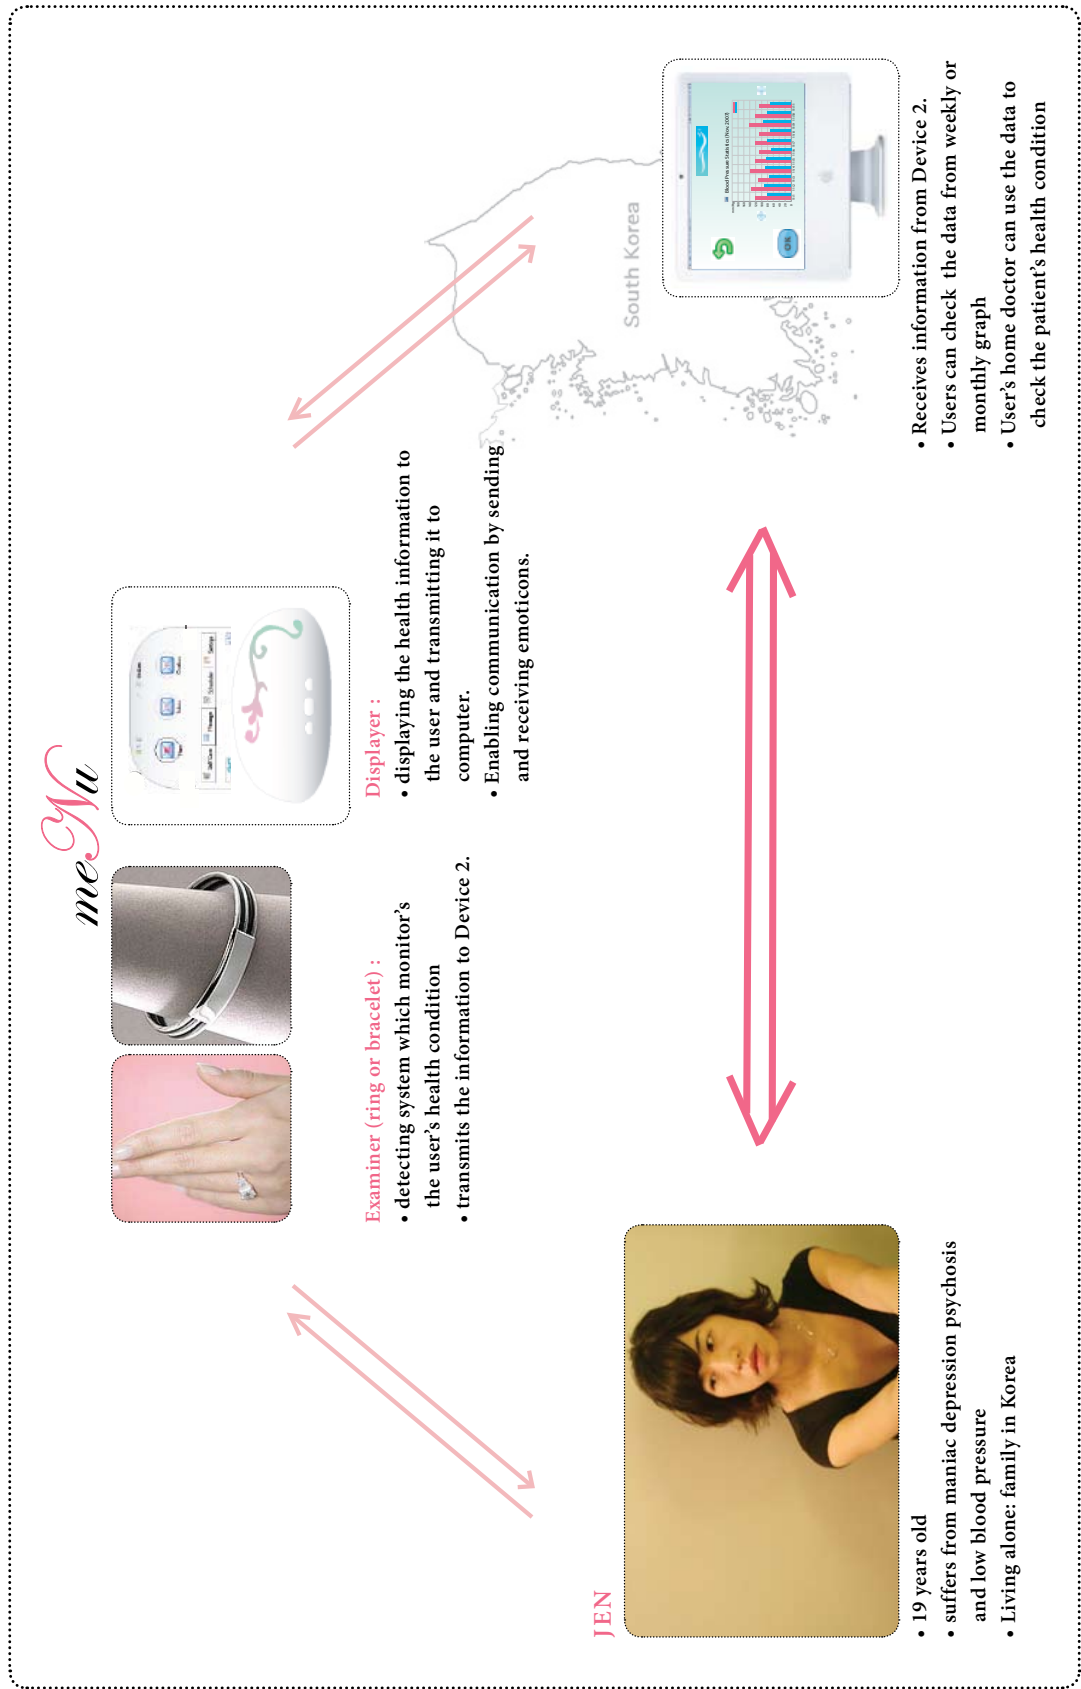 meNu
Examiner (ring or bracelet) :
• detecting system which monitor's
the user's health condition
• transmits the information to Device 2.
Displayer :
• displaying the health information to
the user and transmitting it to
computer.
• Enabling communication by sending
and receiving emoticons.
JEN
• 19 years old
• suffers from maniac depression psychosis
and low blood pressure
• Living alone: family in Korea
South Korea
Blood Pressure Statistics
OK
• Receives information from Device 2.
• Users can check the data from weekly or
monthly graph
• User's home doctor can use the data to
check the patient's health condition